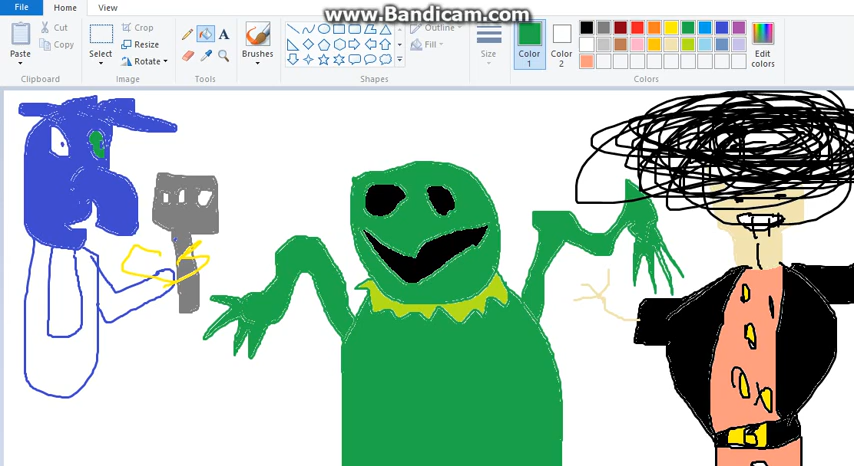 www.Bandicam.com
File Home View
Paste Cut Copy Select Crop Resize Rotate Brushes Outline Fill Size Color 1 Color 2 Edit colors
Clipboard Image Tools Shapes Colors